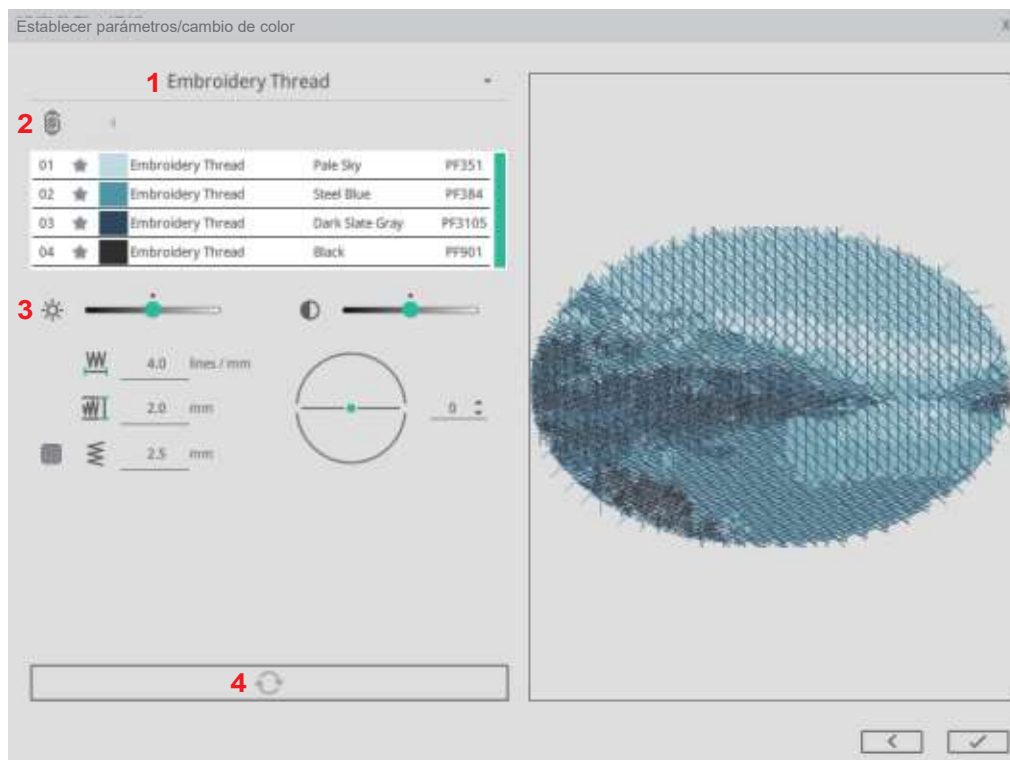 Establecer parámetros/cambio de color
x
1 Embroidery Thread
2
01 Embroidery Thread Pale Sky PF351
02 Embroidery Thread Steel Blue PF384
03 Embroidery Thread Dark Slate Gray PF3105
04 Embroidery Thread Black PF901
3
4.0 lines / mm
2.0 mm 0
2.5 mm
4